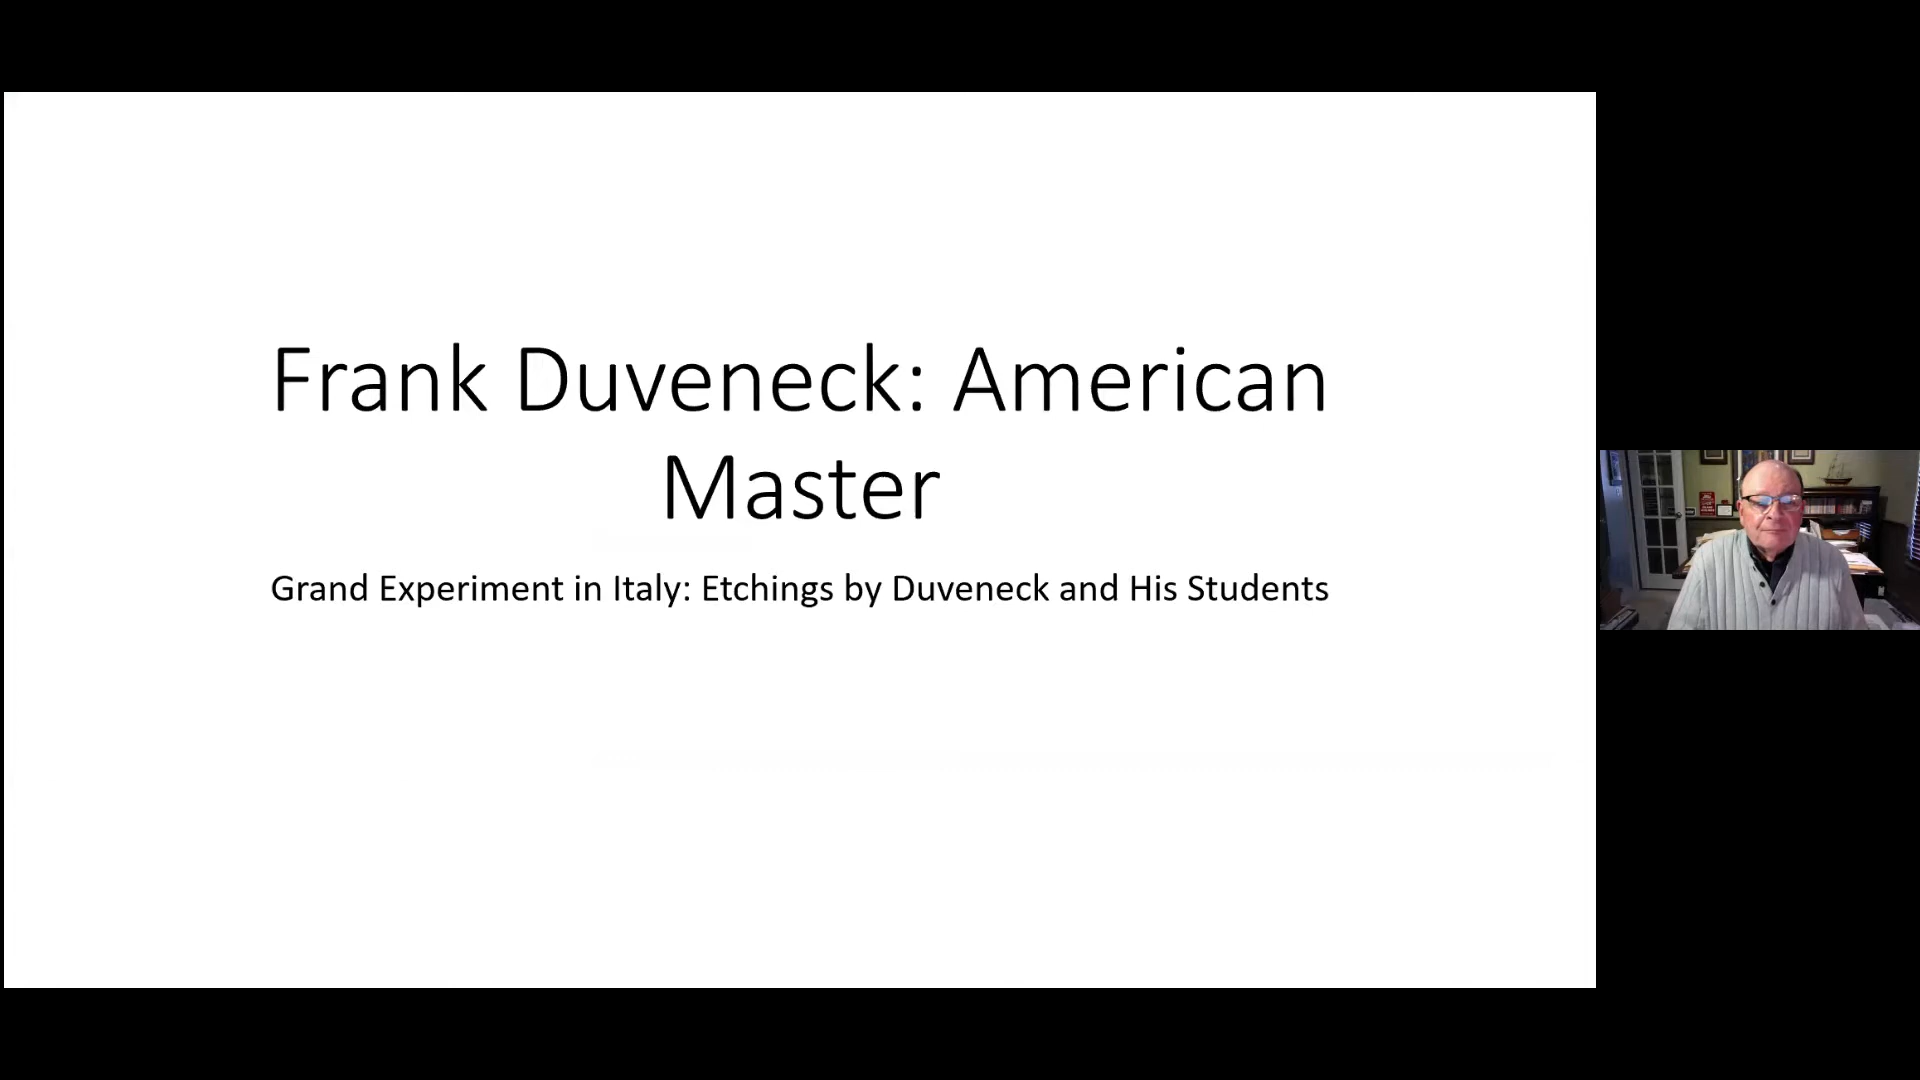 Frank Duveneck: American
Master
Grand Experiment in Italy: Etchings by Duveneck and His Students